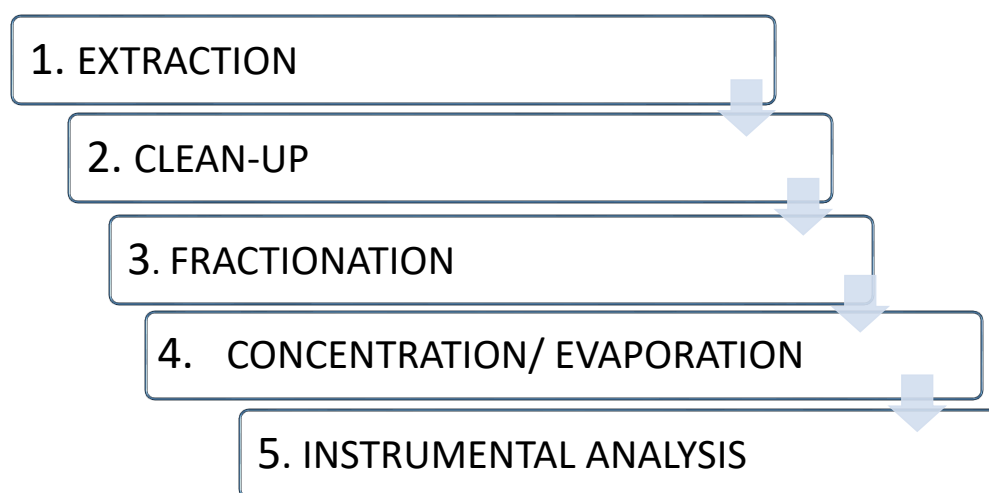 1. EXTRACTION
2. CLEAN-UP
3. FRACTIONATION
4. CONCENTRATION/ EVAPORATION
5. INSTRUMENTAL ANALYSIS